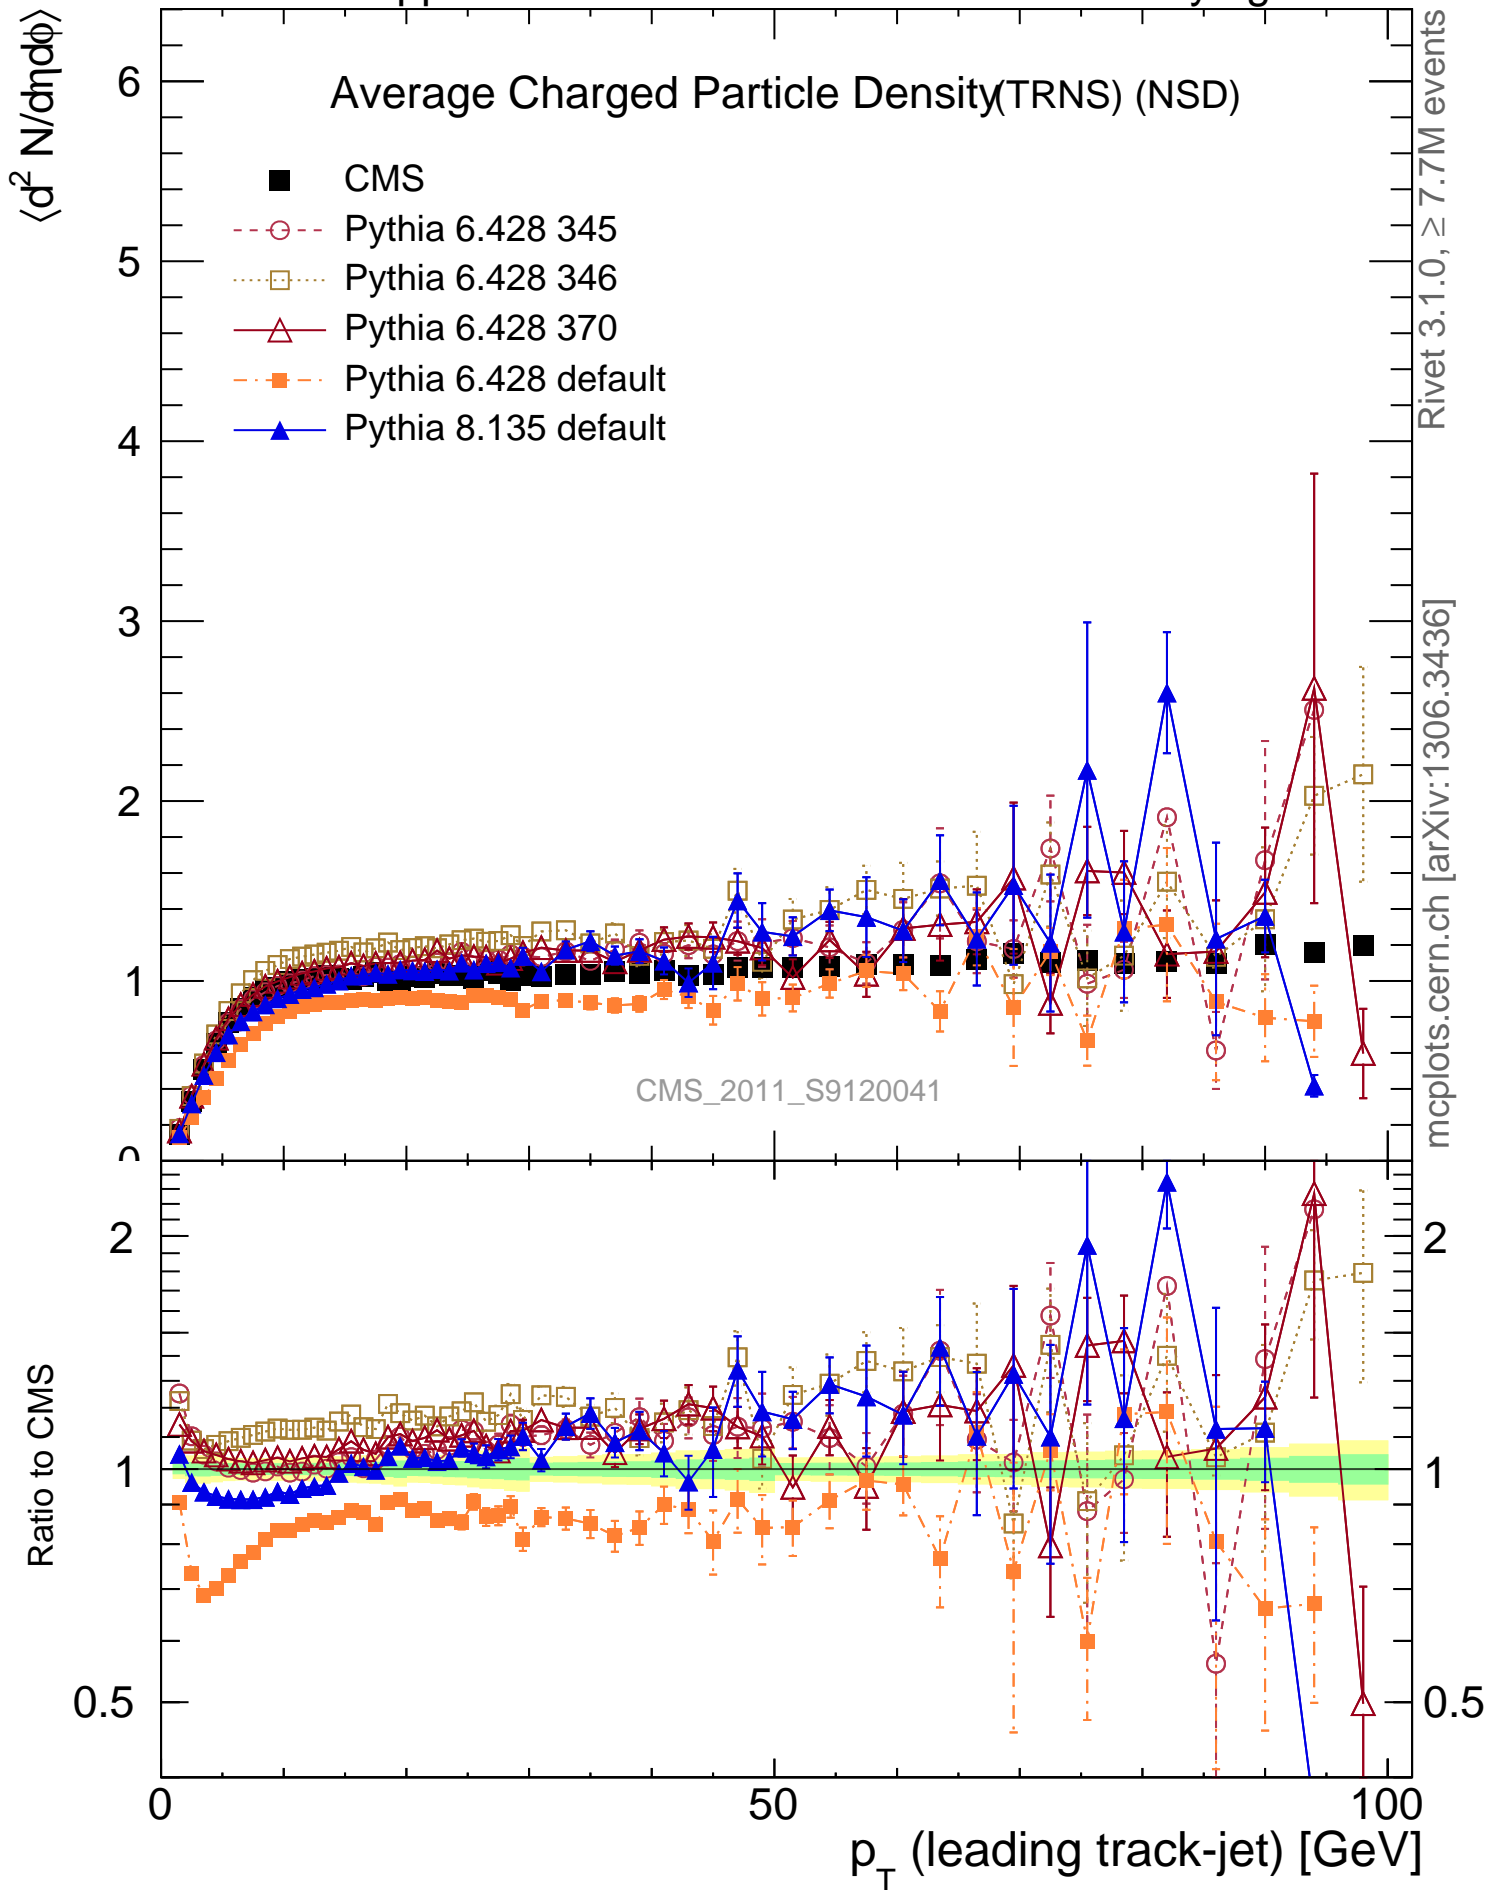 Average Charged Particle Density (TRNS) (NSD)
⟨d² N/dηdϕ⟩
CMS
Pythia 6.428 345
Pythia 6.428 346
Pythia 6.428 370
Pythia 6.428 default
Pythia 8.135 default
6
5
4
3
2
1
0
CMS_2011_S9120041
Rivet 3.1.0, ≥ 7.7M events
mcplots.cern.ch [arXiv:1306.3436]
Ratio to CMS
2
1
0.5
2
1
0.5
0
50
100
p_T (leading track-jet) [GeV]